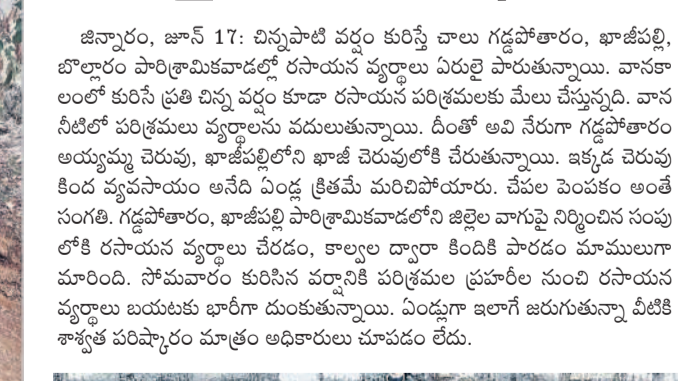 జిన్నారం, జూన్ 17: చిన్నపాటి వర్షం కురిస్తే చాలు గడ్డపోతారం, ఖాజీపల్లి,
బొల్లారం పారిశ్రామికవాడల్లో రసాయన వ్యర్థాలు ఏరులై పారుతున్నాయి. వానకా
లంలో కురిసే ప్రతి చిన్న వర్షం కూడా రసాయన పరిశ్రమలకు మేలు చేస్తున్నది. వాన
నీటిలో పరిశ్రమలు వ్యర్థాలను వదులుతున్నాయి. దీంతో అవి నేరుగా గడ్డపోతారం
అయ్యమ్మ చెరువు, ఖాజీపల్లిలోని ఖాజీ చెరువులోకి చేరుతున్నాయి. ఇక్కడ చెరువు
కింద వ్యవసాయం అనేది ఏండ్ల క్రితమే మరిచిపోయారు. చేపల పెంపకం అంతే
సంగతి. గడ్డపోతారం, ఖాజీపల్లి పారిశ్రామికవాడలోని జిల్లెల వాగుపై నిర్మించిన సంపు
లోకి రసాయన వ్యర్థాలు చేరడం, కాల్వల ద్వారా కిందికి పారడం మాములుగా
మారింది. సోమవారం కురిసిన వర్షానికి పరిశ్రమల ప్రహరీల నుంచి రసాయన
వ్యర్థాలు బయటకు భారీగా దుంకుతున్నాయి. ఏండ్లుగా ఇలాగే జరుగుతున్నా వీటికి
శాశ్వత పరిష్కారం మాత్రం అధికారులు చూపడం లేదు.